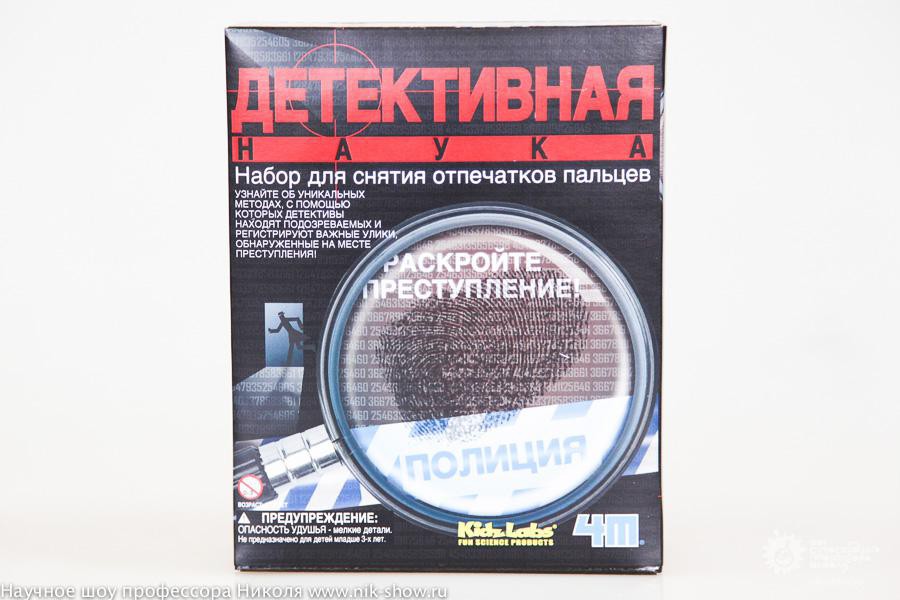 ДЕТЕКТИВНАЯ
НАУКА
Набор для снятия отпечатков пальцев
УЗНАЙТЕ ОБ УНИКАЛЬНЫХ
МЕТОДАХ, С ПОМОЩЬЮ
КОТОРЫХ ДЕТЕКТИВЫ
НАХОДЯТ ПОДОЗРЕВАЕМЫХ И
РЕГИСТРИРУЮТ ВАЖНЫЕ УЛИКИ,
ОБНАРУЖЕННЫЕ НА МЕСТЕ
ПРЕСТУПЛЕНИЯ!
РАСКРОЙТЕ
ПРЕСТУПЛЕНИЕ!
ПОЛИЦИЯ
ПРЕДУПРЕЖДЕНИЕ:
ОПАСНОСТЬ УДУШЬЯ - мелкие детали.
Не предназначено для детей младше 3-х лет.
KidzLabs
FUN SCIENCE PRODUCTS
4M
Научное шоу профессора Николя www.nik-show.ru